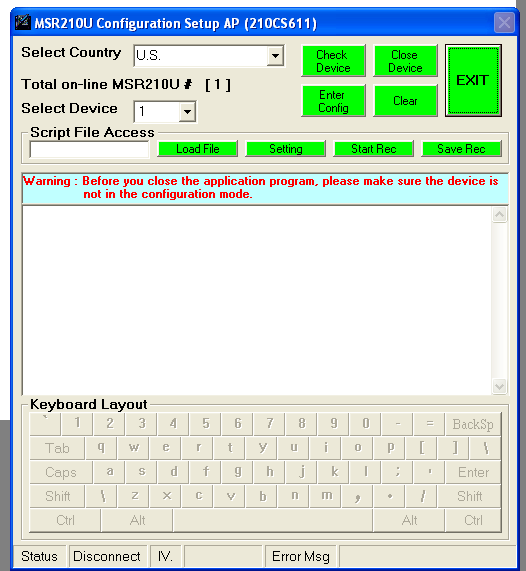 MSR210U Configuration Setup AP (210CS611)
Select Country U.S. Check Device Close Device EXIT
Total on-line MSR210U # [ 1 ]
Select Device 1 Enter Config Clear
Script File Access
Load File Setting Start Rec Save Rec
Warning : Before you close the application program, please make sure the device is
not in the configuration mode.
Keyboard Layout
` 1 2 3 4 5 6 7 8 9 0 - = BackSp
Tab q w e r t y u i o p [ ] \
Caps a s d f g h j k l ; ' Enter
Shift \ z x c v b n m , . / Shift
Ctrl Alt Alt Ctrl
Status Disconnect IV. Error Msg